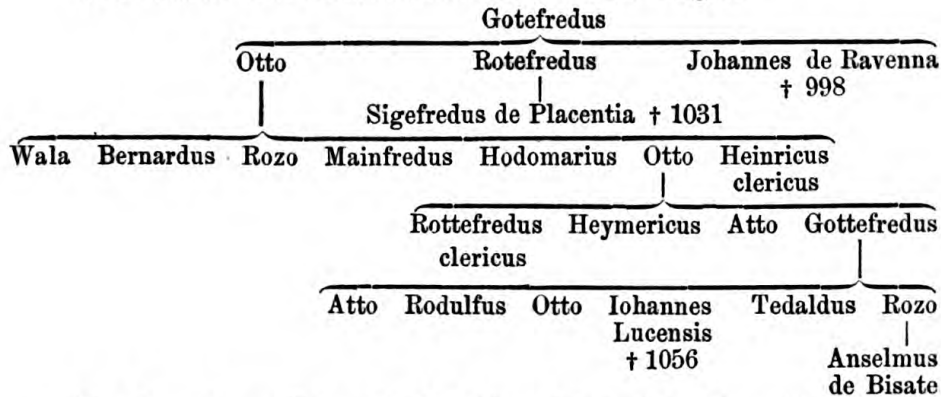 Gotefredus
Otto Rotefredus Johannes de Ravenna
† 998
Sigefredus de Placentia † 1031
Wala Bernardus Rozo Mainfredus Hodomarius Otto Heinricus
clericus
Rottefredus Heymericus Atto Gottefredus
clericus
Atto Rodulfus Otto Iohannes Tedaldus Rozo
Lucensis
† 1056
Anselmus
de Bisate